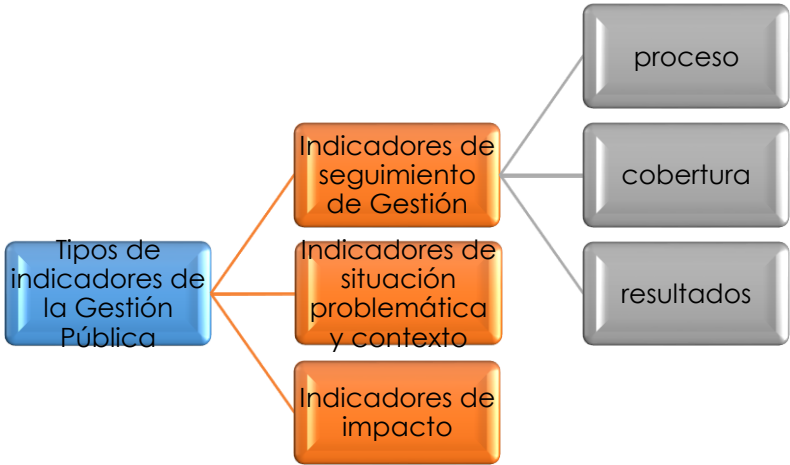 Tipos de
indicadores de
la Gestión
Pública
Indicadores de
seguimiento
de Gestión
Indicadores de
situación
problemática
y contexto
Indicadores de
impacto
proceso
cobertura
resultados